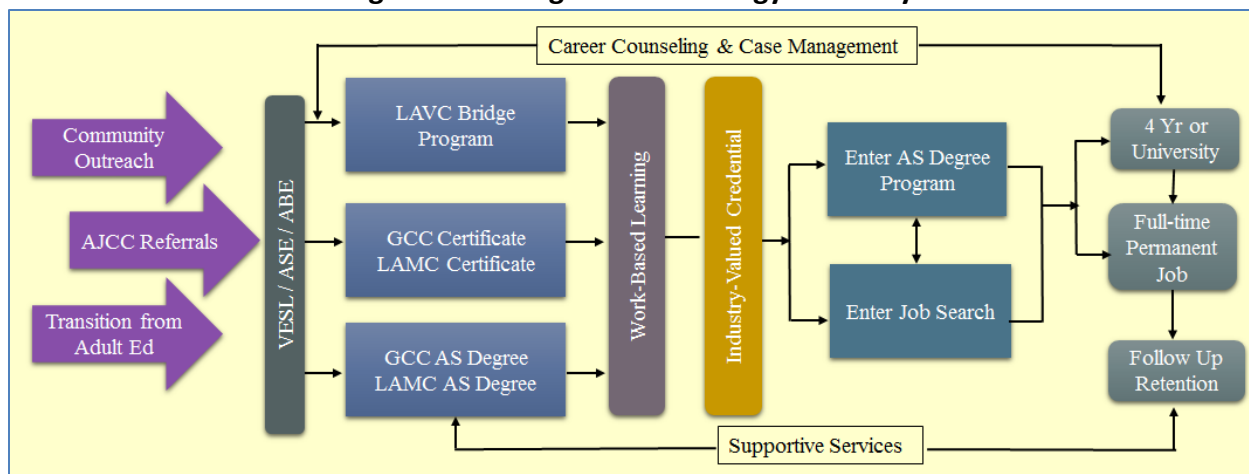 Career Counseling & Case Management
Community
Outreach
AJCC Referrals
Transition from
Adult Ed
VESL / ASE / ABE
LAVC Bridge
Program
GCC Certificate
LAMC Certificate
GCC AS Degree
LAMC AS Degree
Work-Based Learning
Industry-Valued Credential
Enter AS Degree
Program
Enter Job Search
4 Yr or
University
Full-time
Permanent
Job
Follow Up
Retention
Supportive Services